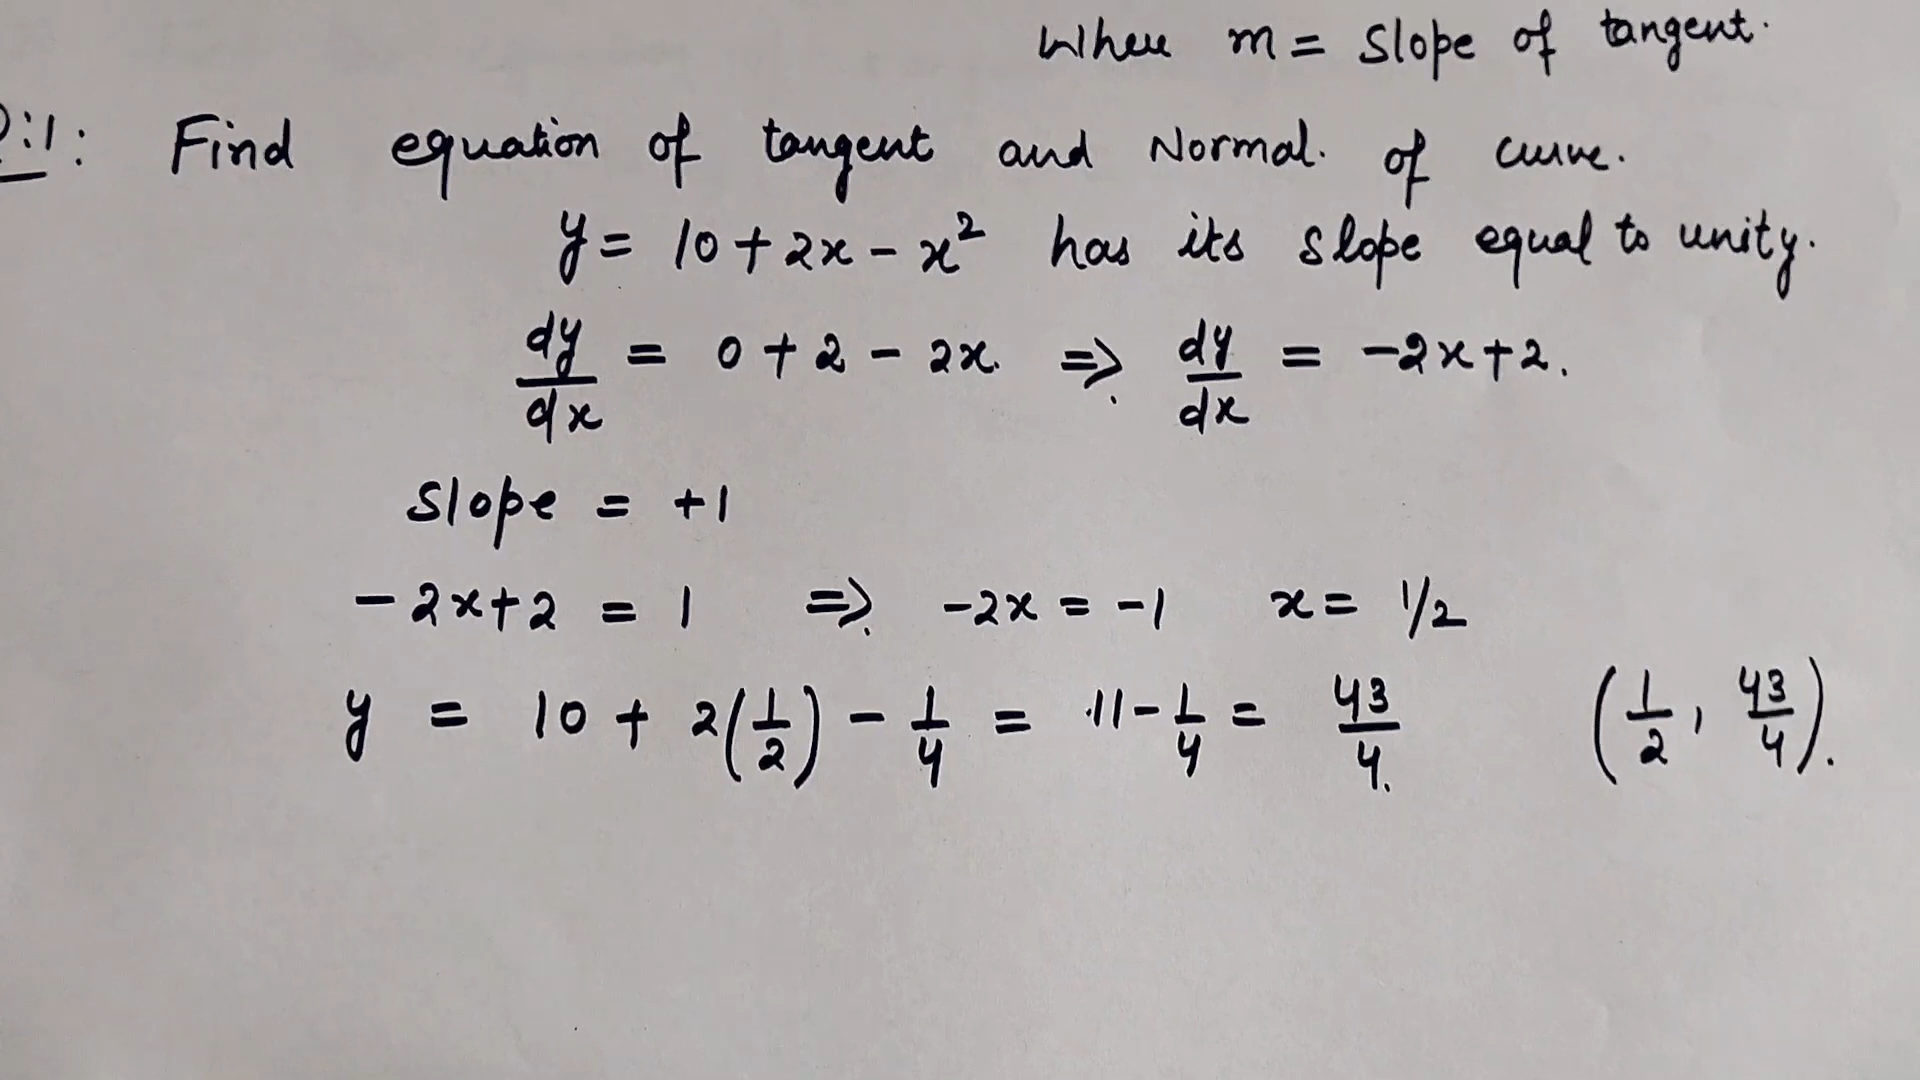 Where m = Slope of tangent.
:1: Find equation of tangent and Normal. of curve.
y = 10 + 2x - x² has its slope equal to unity.
dy/dx = 0 + 2 - 2x. ⇒ dy/dx = -2x+2.
Slope = +1
-2x+2 = 1 ⇒ -2x = -1 x = 1/2
y = 10 + 2(1/2) - 1/4 = 11 - 1/4 = 43/4. (1/2, 43/4).